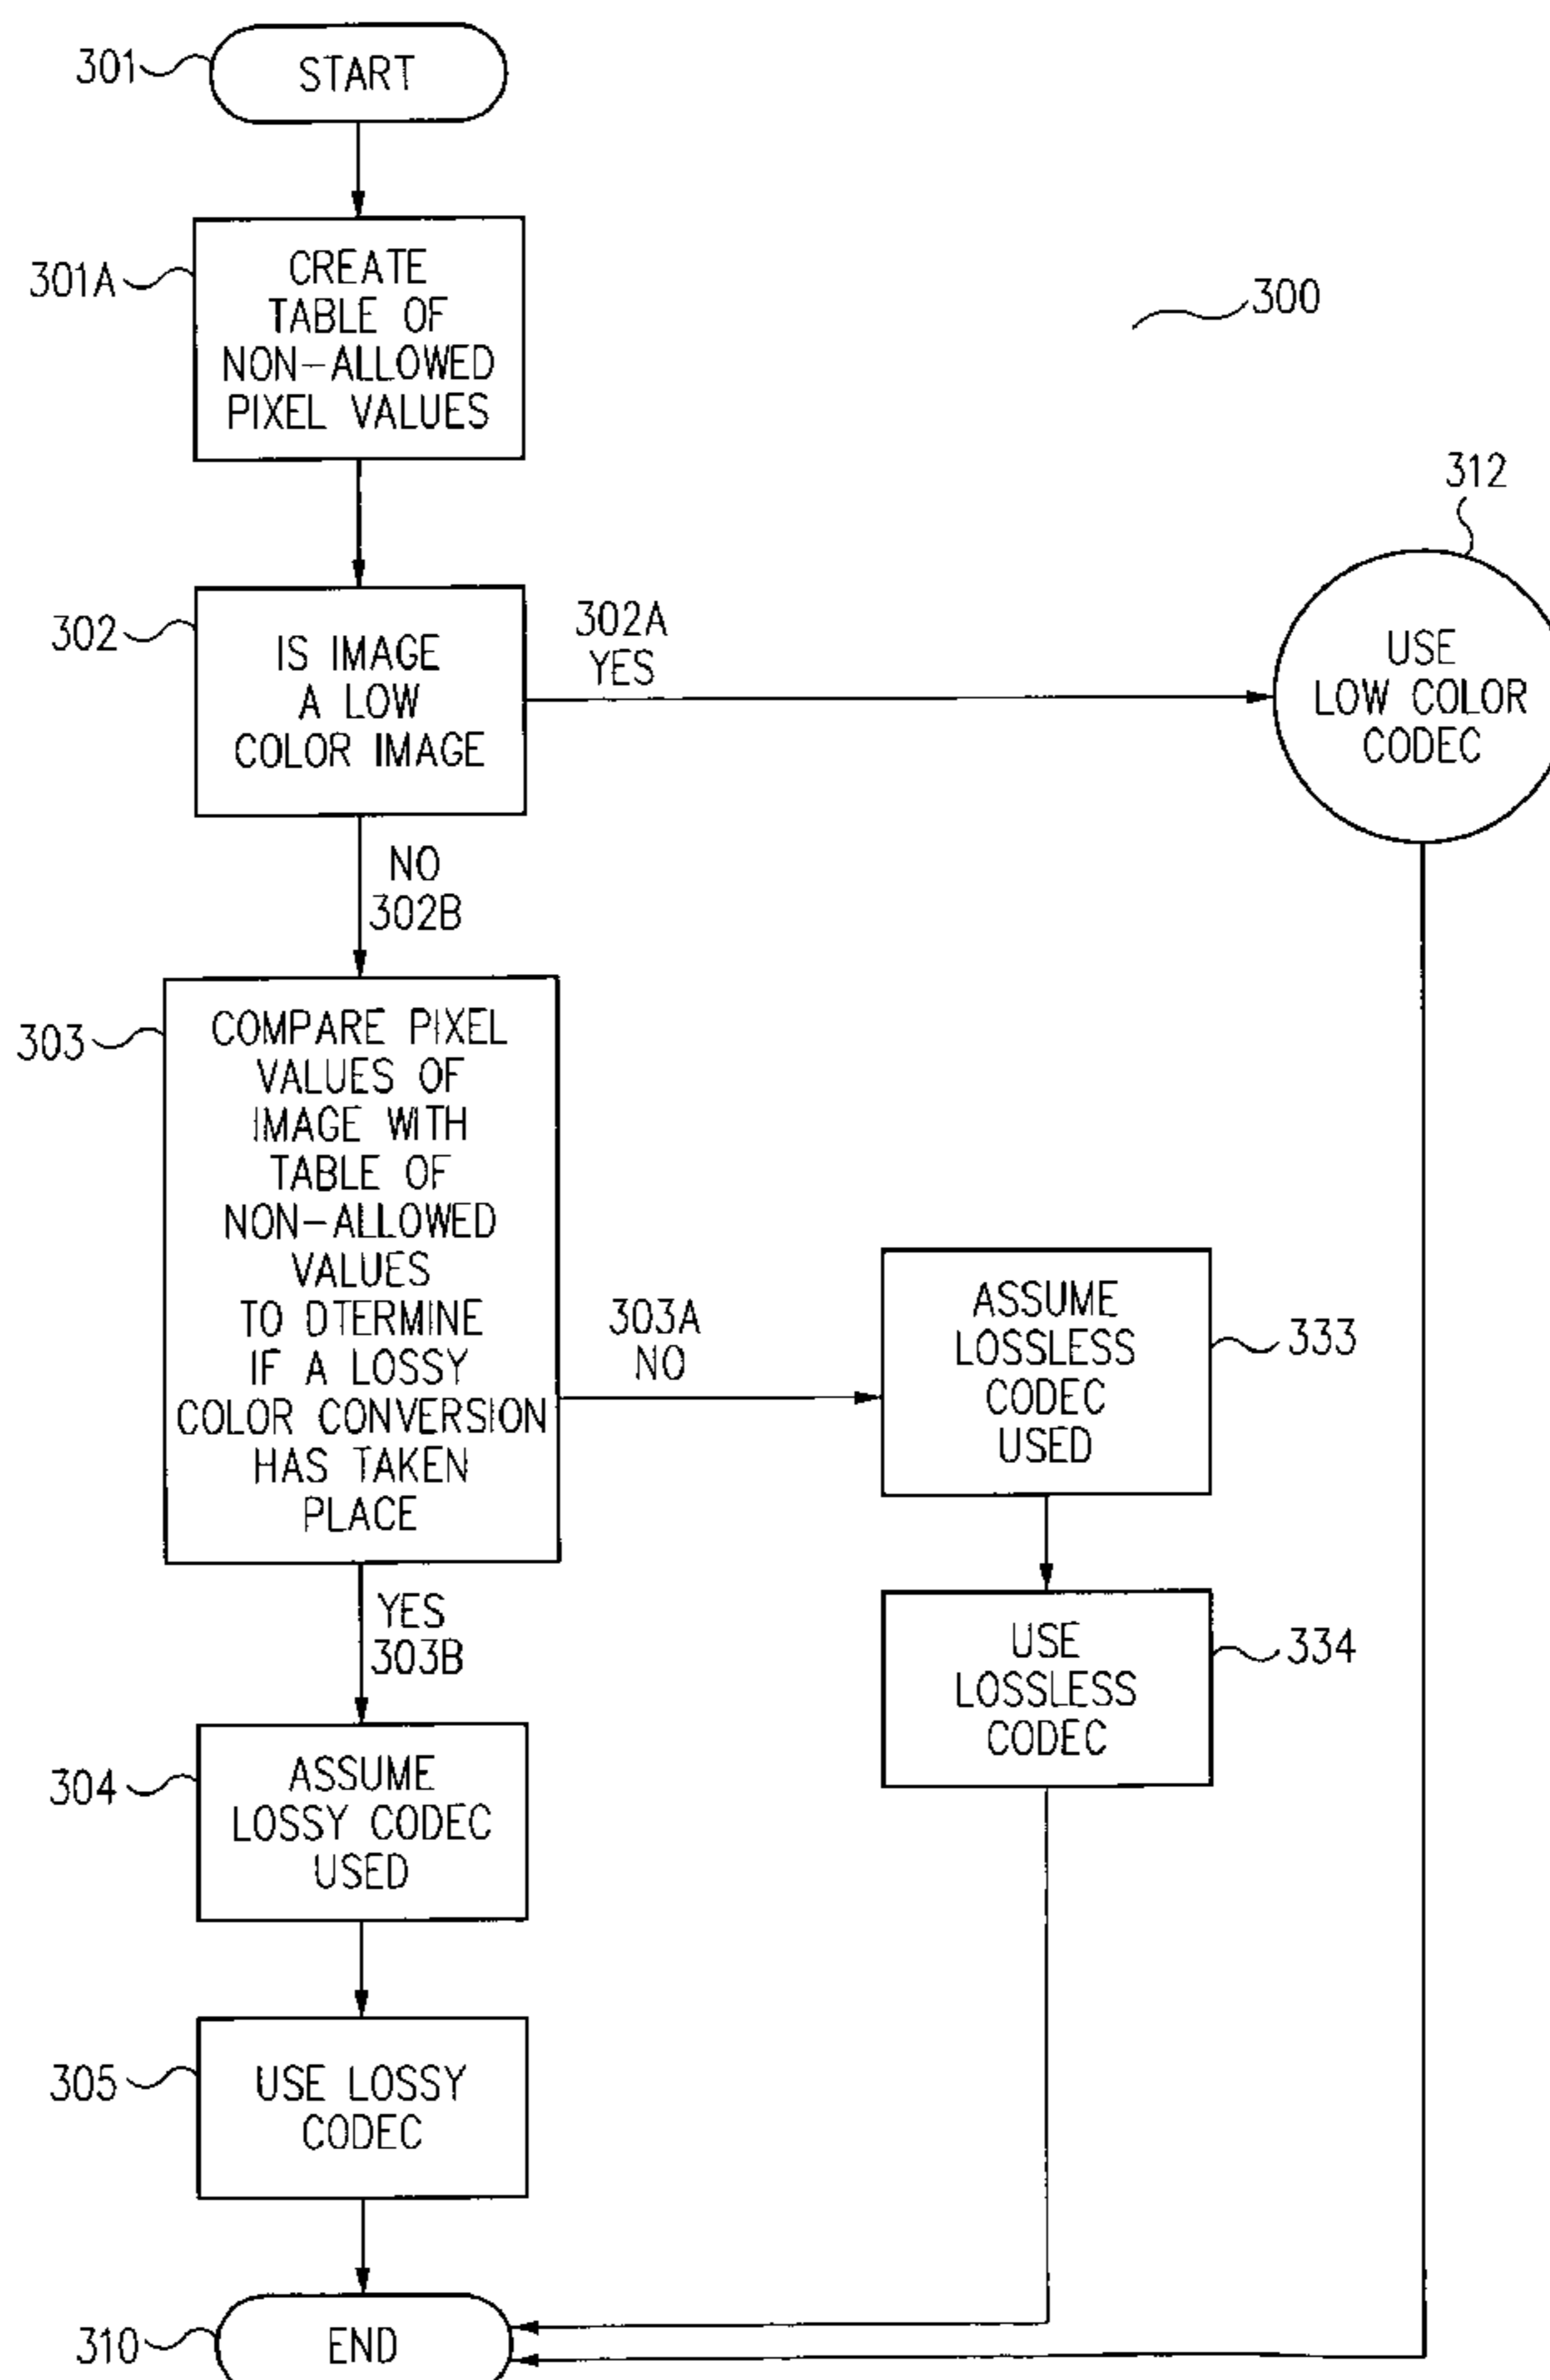 301
START
301A
CREATE
TABLE OF
NON-ALLOWED
PIXEL VALUES
300
312
302
IS IMAGE
A LOW
COLOR IMAGE
302A
YES
USE
LOW COLOR
CODEC
NO
302B
303
COMPARE PIXEL
VALUES OF
IMAGE WITH
TABLE OF
NON-ALLOWED
VALUES
TO DTERMINE
IF A LOSSY
COLOR CONVERSION
HAS TAKEN
PLACE
303A
NO
ASSUME
LOSSLESS
CODEC
USED
333
YES
303B
USE
LOSSLESS
CODEC
334
304
ASSUME
LOSSY CODEC
USED
305
USE LOSSY
CODEC
310
END